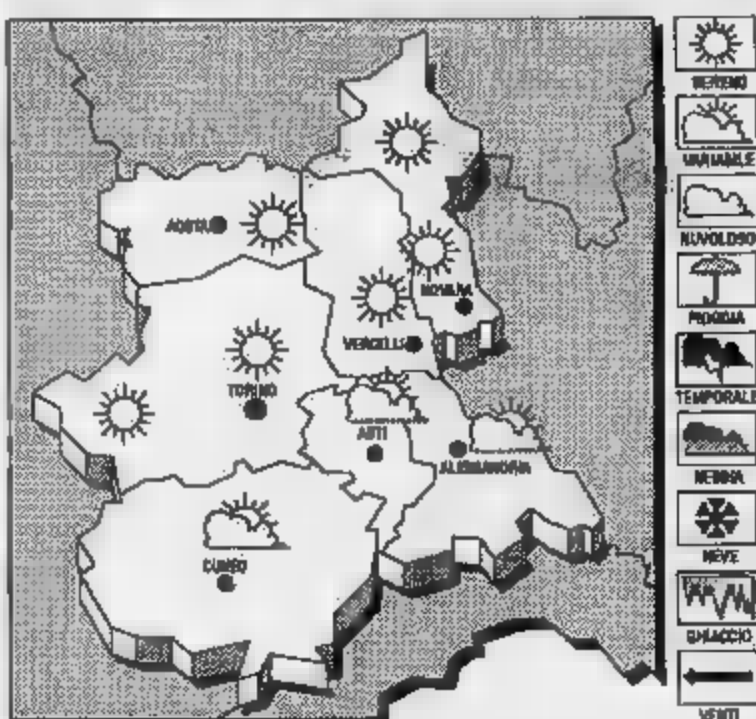 SERENO
VARIABILE
NUVOLOSO
PIOGGIA
TEMPORALE
NEBBIA
NEVE
GHIACCIO
VENTI
AOSTA
NOVARA
VERCELLI
TORINO
ASTI
ALESSANDRIA
CUNEO